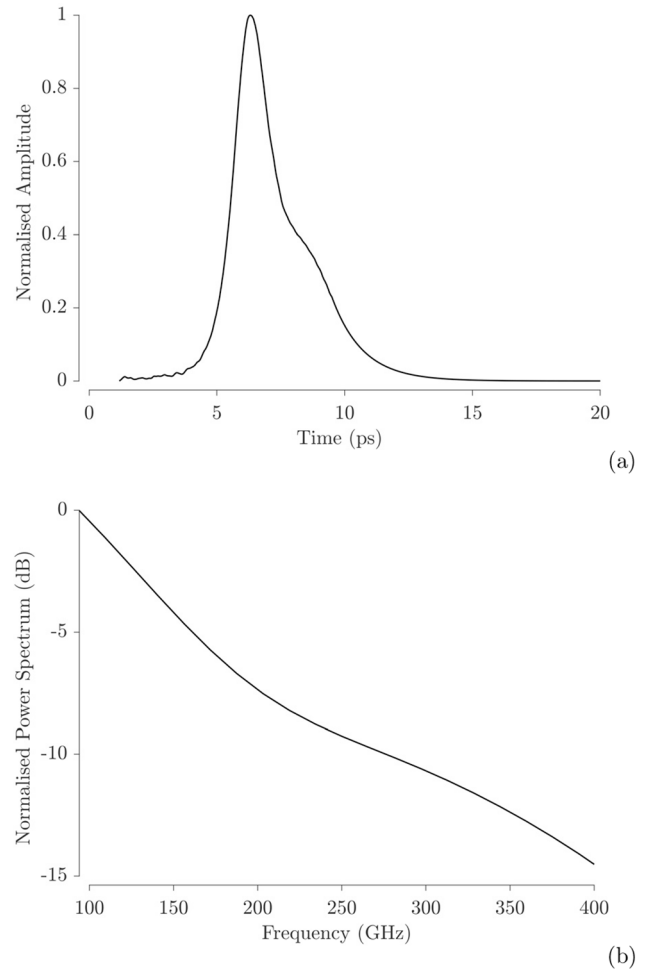 1
0.8
0.6
0.4
0.2
0
Normalised Amplitude
0 5 10 15 20
Time (ps)
(a)
0
-5
-10
-15
Normalised Power Spectrum (dB)
100 150 200 250 300 350 400
Frequency (GHz)
(b)